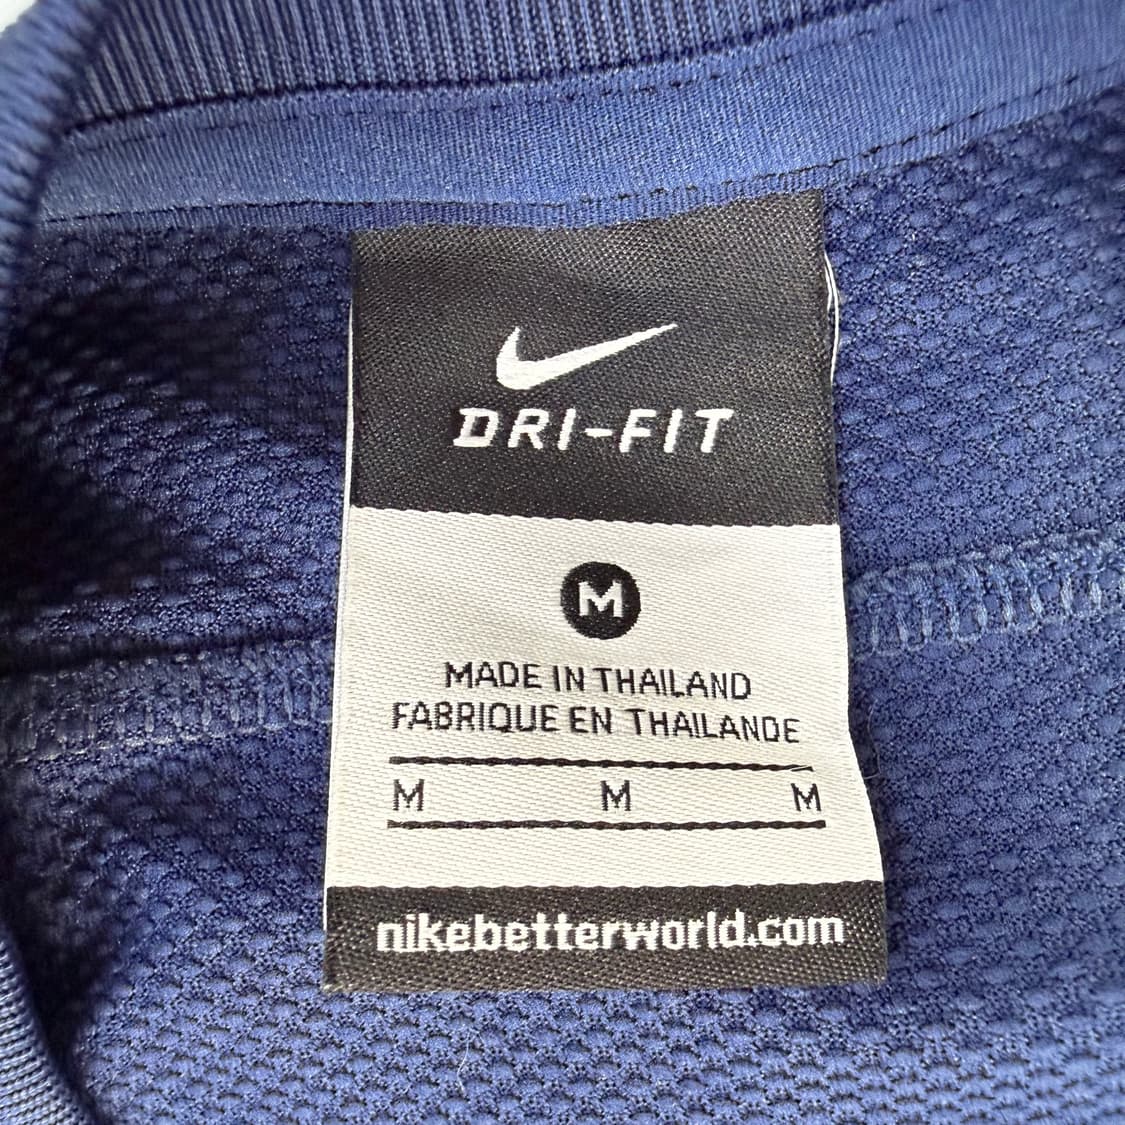 DRI-FIT
M
MADE IN THAILAND
FABRIQUE EN THAILANDE
M M M
nikebetterworld.com